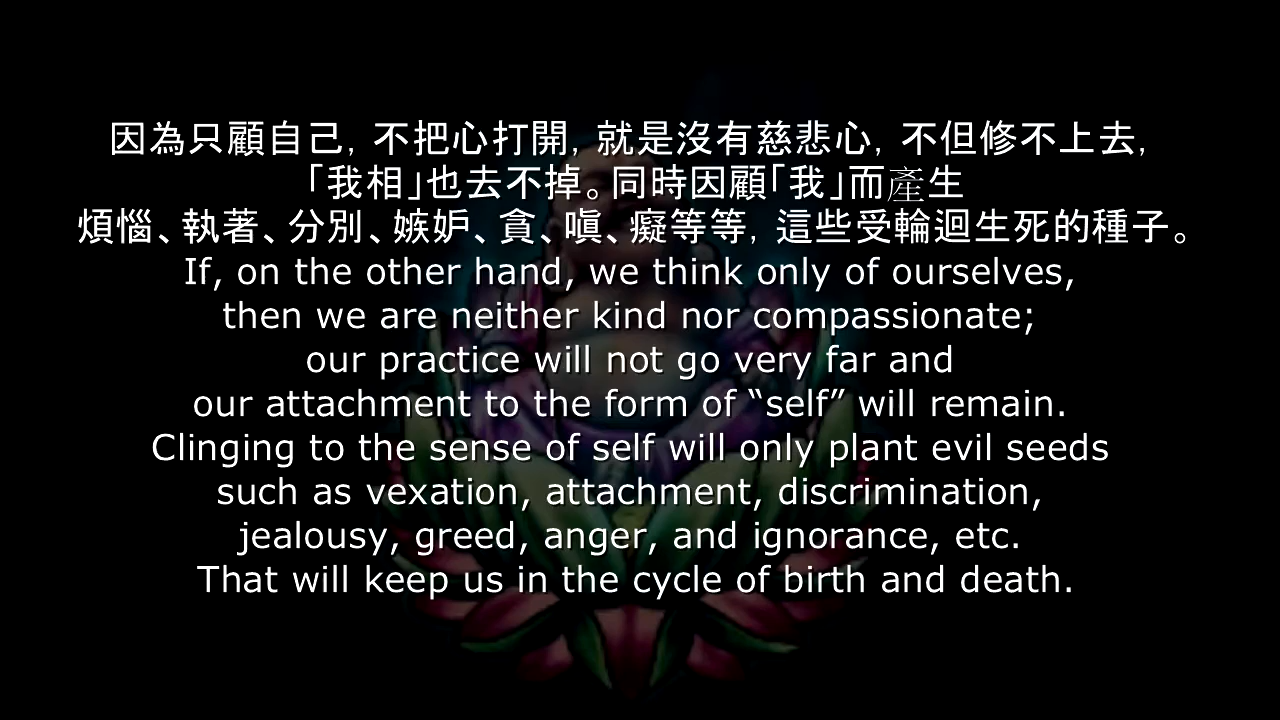 因為只顧自己，不把心打開，就是沒有慈悲心，不但修不上去，
「我相」也去不掉。同時因顧「我」而產生
煩惱、執著、分別、嫉妒、貪、嗔、癡等等，這些受輪迴生死的種子。
If, on the other hand, we think only of ourselves,
then we are neither kind nor compassionate;
our practice will not go very far and
our attachment to the form of “self” will remain.
Clinging to the sense of self will only plant evil seeds
such as vexation, attachment, discrimination,
jealousy, greed, anger, and ignorance, etc.
That will keep us in the cycle of birth and death.